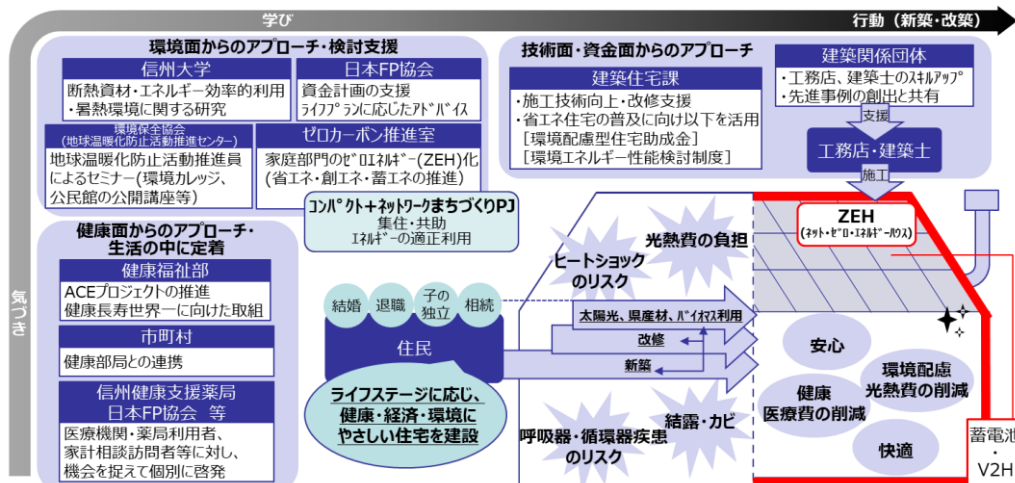 学び
行動（新築・改築）
気づき
環境面からのアプローチ・検討支援
信州大学
断熱資材・エネルギー効率的利用
・暑熱環境に関する研究
日本FP協会
資金計画の支援
ライフプランに応じたアドバイス
環境保全協会
(地球温暖化防止活動推進センター)
地球温暖化防止活動推進員
によるセミナー(環境カレッジ、
公民館の公開講座等)
ゼロカーボン推進室
家庭部門のゼロエネルギー(ZEH)化
(省エネ・創エネ・蓄エネの推進)
コンパクト＋ネットワークまちづくりPJ
集住・共助
エネルギーの適正利用
健康面からのアプローチ・
生活の中に定着
健康福祉部
ACEプロジェクトの推進
健康長寿世界一に向けた取組
市町村
健康部局との連携
信州健康支援薬局
日本FP協会 等
医療機関・薬局利用者、
家計相談訪問者等に対し、
機会を捉えて個別に啓発
技術面・資金面からのアプローチ
建築住宅課
・施工技術向上・改修支援
・省エネ住宅の普及に向け以下を活用
［環境配慮型住宅助成金］
［環境エネルギー性能検討制度］
建築関係団体
・工務店、建築士のスキルアップ
・先進事例の創出と共有
支援
工務店・建築士
施工
結婚
退職
子の
独立
相続
住民
ライフステージに応じ、
健康・経済・環境に
やさしい住宅を建設
太陽光、県産材、バイオマス利用
改修
新築
ヒートショック
のリスク
光熱費の負担
呼吸器・循環器疾患
のリスク
結露・カビ
ZEH
(ネット・ゼロ・エネルギーハウス)
安心
環境配慮
光熱費の削減
健康
医療費の削減
快適
蓄電池
・
V2H